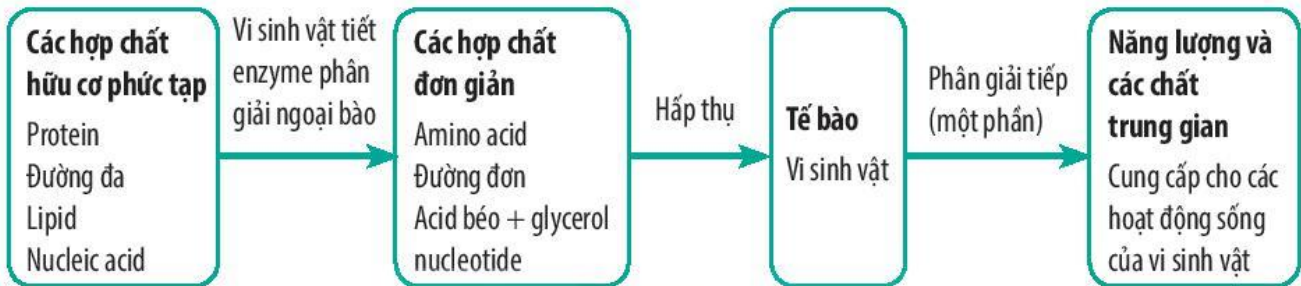 Các hợp chất
hữu cơ phức tạp
Protein
Đường đa
Lipid
Nucleic acid
Vi sinh vật tiết
enzyme phân
giải ngoại bào
Các hợp chất
đơn giản
Amino acid
Đường đơn
Acid béo + glycerol
nucleotide
Hấp thụ
Tế bào
Vi sinh vật
Phân giải tiếp
(một phần)
Năng lượng và
các chất
trung gian
Cung cấp cho các
hoạt động sống
của vi sinh vật